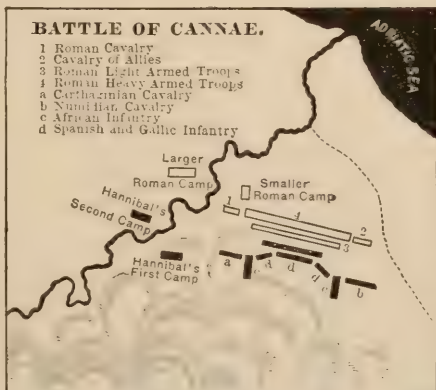 BATTLE OF CANNAE.
1 Roman Cavalry
2 Cavalry of Allies
3 Roman Light Armed Troops
4 Roman Heavy Armed Troops
a Carthaginian Cavalry
b Numidian Cavalry
c African Infantry
d Spanish and Gallic Infantry
ADRIATIC SEA
Larger
Roman Camp
Smaller
Roman Camp
Hannibal's
Second Camp
Hannibal's
First Camp
1
4
2
3
a
d
d
d
c
b